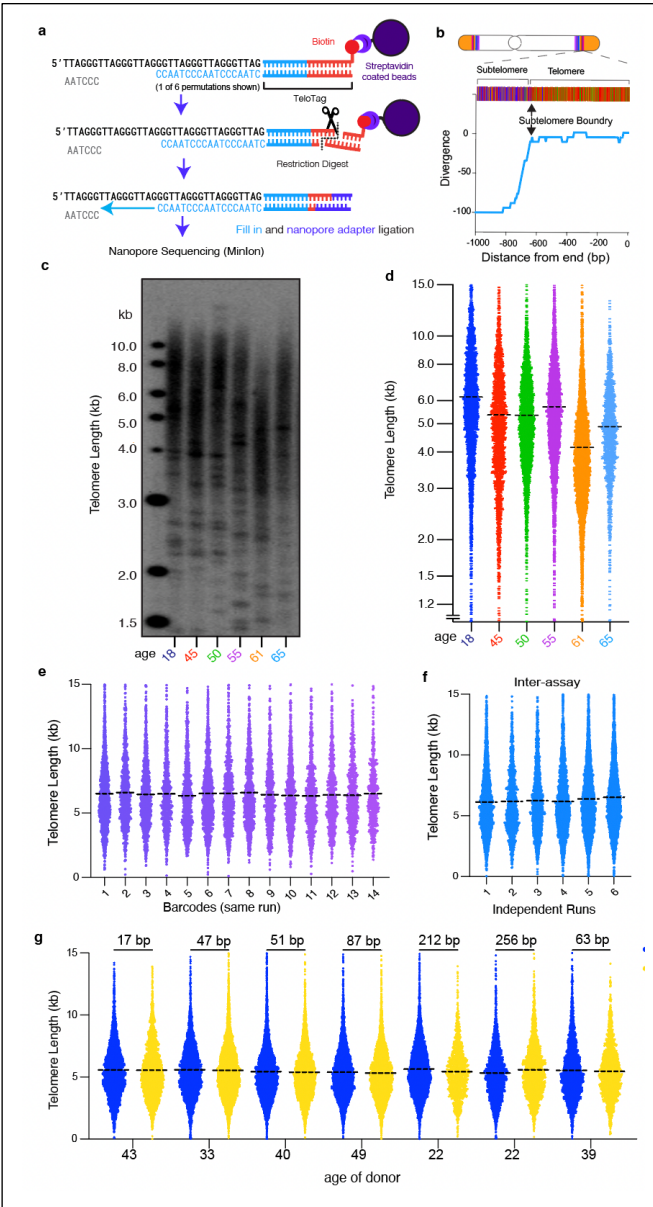 a
Biotin
5'TTAGGGTTAGGGTTAGGGTTAGGGTTAGGGTTAG
Streptavidin
coated beads
AATCCC
CCAATCCCAATCCCAATC
(1 of 6 permutations shown)
TeloTag
5'TTAGGGTTAGGGTTAGGGTTAGGGTTAGGGTTAG
AATCCC
CCAATCCCAATCCCAATC
Restriction Digest
5'TTAGGGTTAGGGTTAGGGTTAGGGTTAGGGTTAG
AATCCC
CCAATCCCAATCCCAATC
Fill in and nanopore adapter ligation
Nanopore Sequencing (MinIon)
b
Subtelomere
Telomere
Subtelomere Boundry
Divergence
0
-50
-100
-1000 -800 -600 -400 -200 0
Distance from end (bp)
c
kb
10.0
8.0
6.0
5.0
4.0
3.0
2.0
1.5
Telomere Length (kb)
age 18 45 50 55 61 65
d
15.0
10.0
8.0
6.0
5.0
4.0
3.0
2.0
1.5
1.2
Telomere Length (kb)
age 18 45 50 55 61 65
e
Telomere Length (kb)
15
10
5
0
1 2 3 4 5 6 7 8 9 10 11 12 13 14
Barcodes (same run)
f
Inter-assay
Telomere Length (kb)
15
10
5
0
1 2 3 4 5 6
Independent Runs
g
17 bp 47 bp 51 bp 87 bp 212 bp 256 bp 63 bp
Telomere Length (kb)
15
10
5
0
43 33 40 49 22 22 39
age of donor